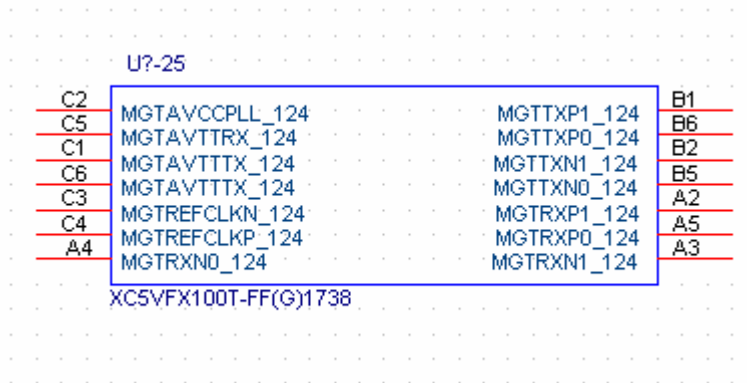 U?-25
C2 MGTAVCCPLL_124 MGTTXP1_124 B1
C5 MGTAVTTRX_124 MGTTXP0_124 B6
C1 MGTAVTTTX_124 MGTTXN1_124 B2
C6 MGTAVTTTX_124 MGTTXN0_124 B5
C3 MGTREFCLKN_124 MGTRXP1_124 A2
C4 MGTREFCLKP_124 MGTRXP0_124 A5
A4 MGTRXN0_124 MGTRXN1_124 A3
XC5VFX100T-FF(G)1738